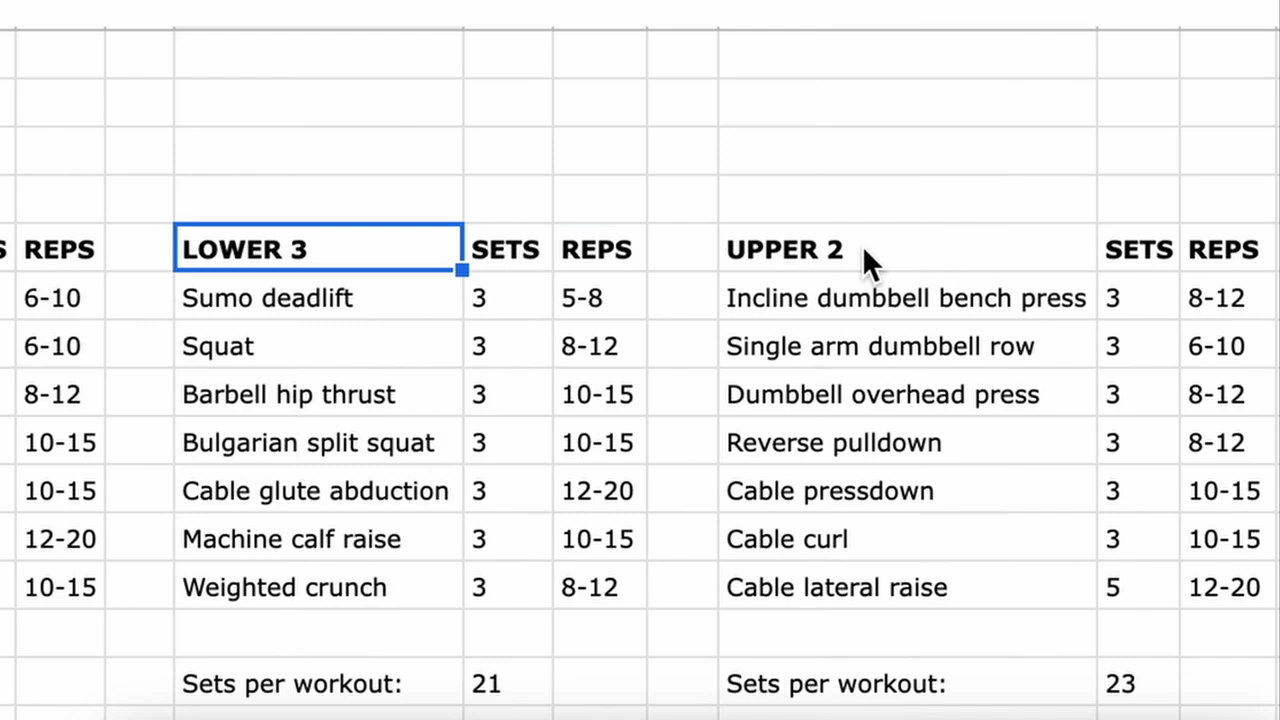 S REPS LOWER 3 SETS REPS UPPER 2 SETS REPS
6-10 Sumo deadlift 3 5-8 Incline dumbbell bench press 3 8-12
6-10 Squat 3 8-12 Single arm dumbbell row 3 6-10
8-12 Barbell hip thrust 3 10-15 Dumbbell overhead press 3 8-12
10-15 Bulgarian split squat 3 10-15 Reverse pulldown 3 8-12
10-15 Cable glute abduction 3 12-20 Cable pressdown 3 10-15
12-20 Machine calf raise 3 10-15 Cable curl 3 10-15
10-15 Weighted crunch 3 8-12 Cable lateral raise 5 12-20
Sets per workout: 21 Sets per workout: 23